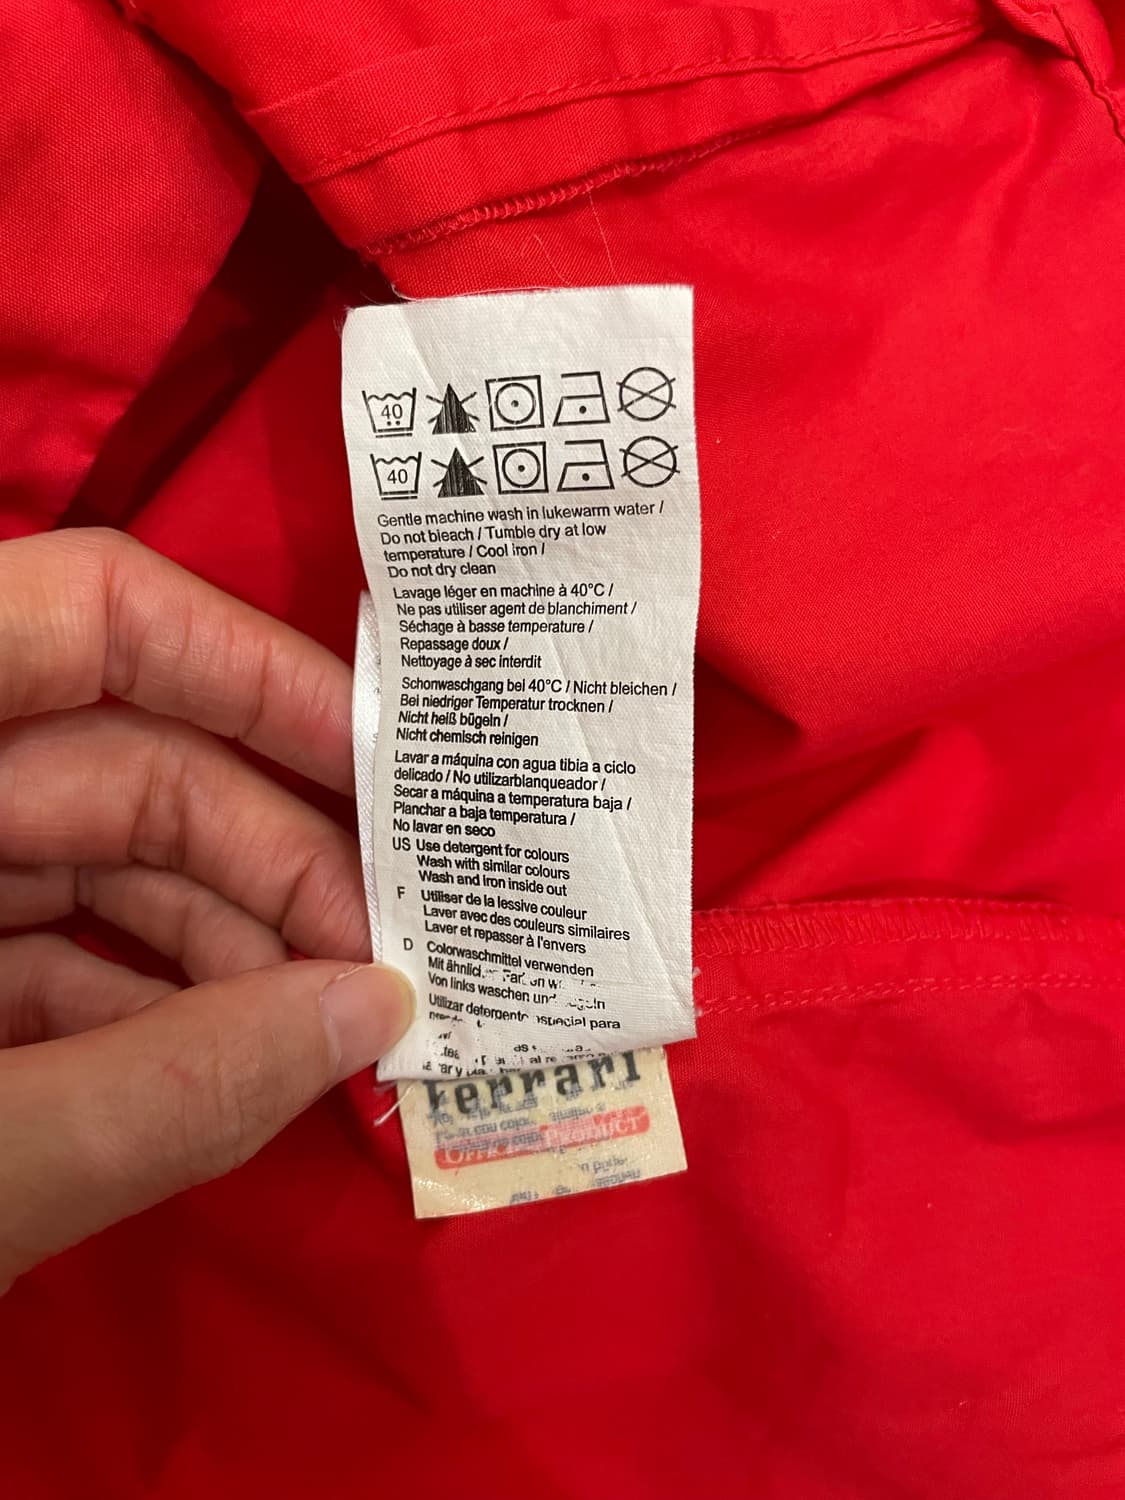 40
40
Gentle machine wash in lukewarm water /
Do not bleach / Tumble dry at low
temperature / Cool iron /
Do not dry clean
Lavage léger en machine à 40°C /
Ne pas utiliser agent de blanchiment /
Séchage à basse temperature /
Repassage doux /
Nettoyage à sec interdit
Schonwaschgang bei 40°C / Nicht bleichen /
Bei niedriger Temperatur trocknen /
Nicht heiß bügeln /
Nicht chemisch reinigen
Lavar a máquina con agua tibia a ciclo
delicado / No utilizarblanqueador /
Secar a máquina a temperatura baja /
Planchar a baja temperatura /
No lavar en seco
US Use detergent for colours
Wash with similar colours
Wash and iron inside out
F Utiliser de la lessive couleur
Laver avec des couleurs similaires
Laver et repasser à l'envers
D Colorwaschmittel verwenden
Mit
Von links waschen
Utilizar detergente especial para
Ferrari
OFFICIAL PRODUCT